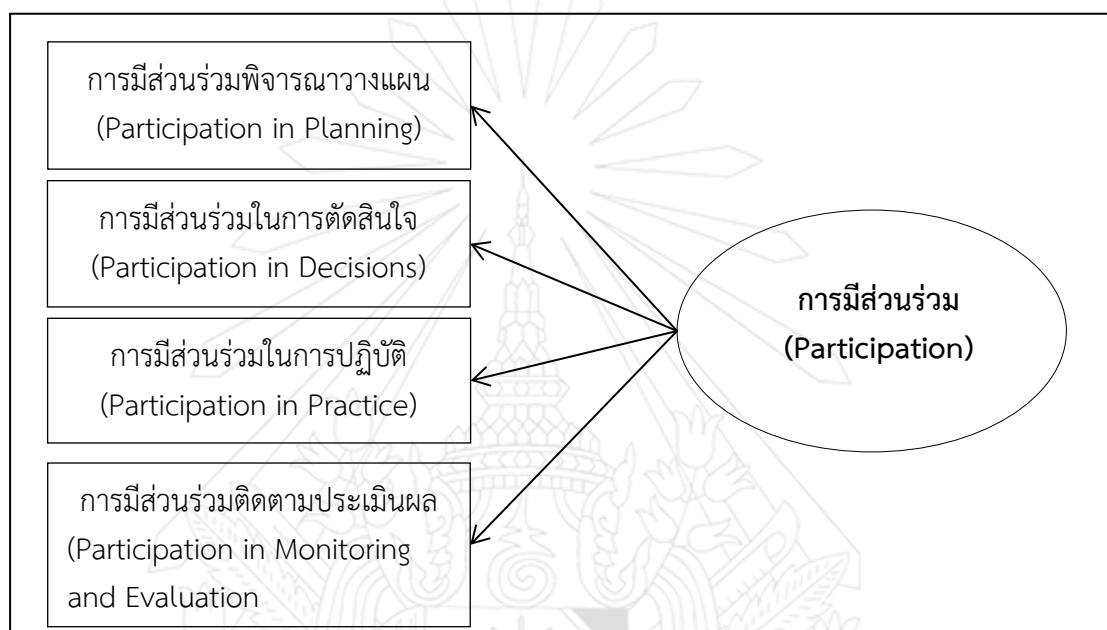 การมีส่วนร่วมพิจารณาวางแผน
(Participation in Planning)
การมีส่วนร่วมในการตัดสินใจ
(Participation in Decisions)
การมีส่วนร่วมในการปฏิบัติ
(Participation in Practice)
การมีส่วนร่วมติดตามประเมินผล
(Participation in Monitoring
and Evaluation
การมีส่วนร่วม
(Participation)